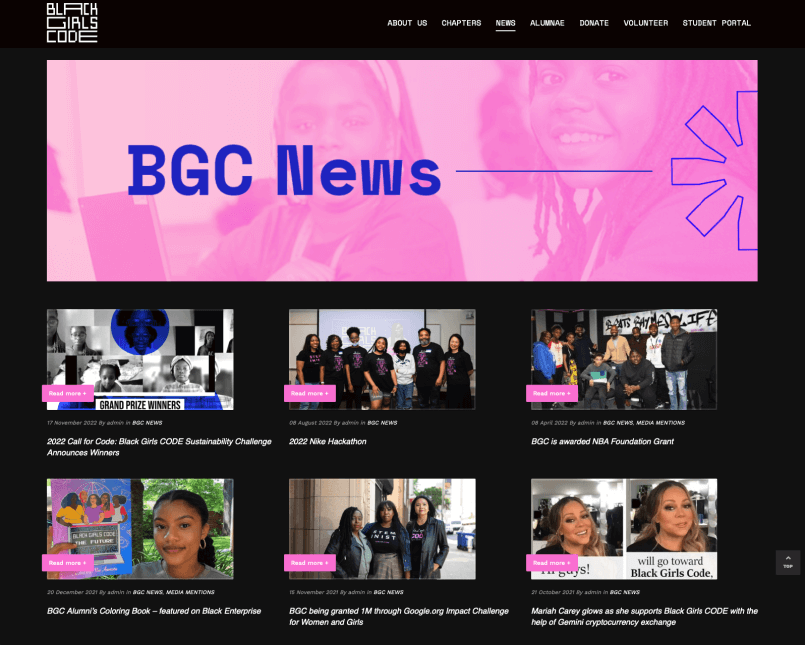 BLACK
GIRLS
CODE
ABOUT US CHAPTERS NEWS ALUMNAE DONATE VOLUNTEER STUDENT PORTAL
BGC News
GRAND PRIZE WINNERS
Read more +
Read more +
Read more +
17 November 2022 By admin in BGC NEWS
08 August 2022 By admin in BGC NEWS
08 April 2022 By admin in BGC NEWS, MEDIA MENTIONS
2022 Call for Code: Black Girls CODE Sustainability Challenge
Announces Winners
2022 Nike Hackathon
BGC is awarded NBA Foundation Grant
BLACK GIRLS CODE
THE FUTURE
STEM
INIST
guys!
will go toward
Black Girls Code,
Read more +
Read more +
Read more +
TOP
20 December 2021 By admin in BGC NEWS, MEDIA MENTIONS
15 November 2021 By admin in BGC NEWS
21 October 2021 By admin in BGC NEWS
BGC Alumni's Coloring Book – featured on Black Enterprise
BGC being granted 1M through Google.org Impact Challenge
for Women and Girls
Mariah Carey glows as she supports Black Girls CODE with the
help of Gemini cryptocurrency exchange